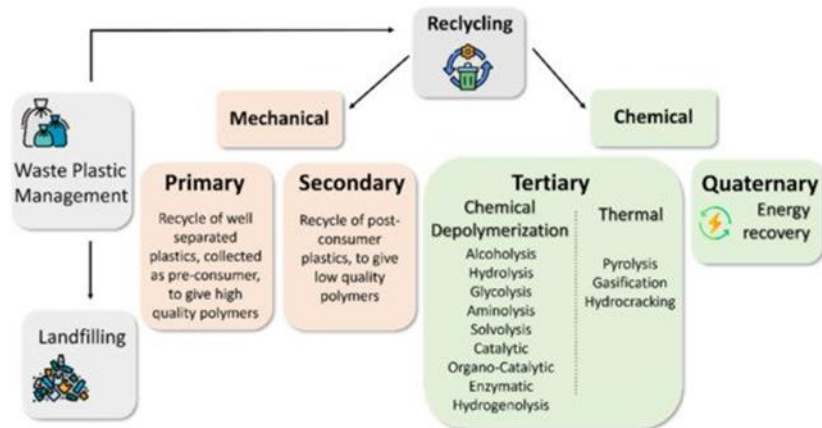 Reclycling
Waste Plastic
Management
Landfilling
Mechanical
Chemical
Primary
Recycle of well
separated
plastics, collected
as pre-consumer,
to give high
quality polymers
Secondary
Recycle of post-
consumer
plastics, to give
low quality
polymers
Tertiary
Chemical
Depolymerization
Alcoholysis
Hydrolysis
Glycolysis
Aminolysis
Solvolysis
Catalytic
Organo-Catalytic
Enzymatic
Hydrogenolysis
Thermal
Pyrolysis
Gasification
Hydrocracking
Quaternary
Energy
recovery